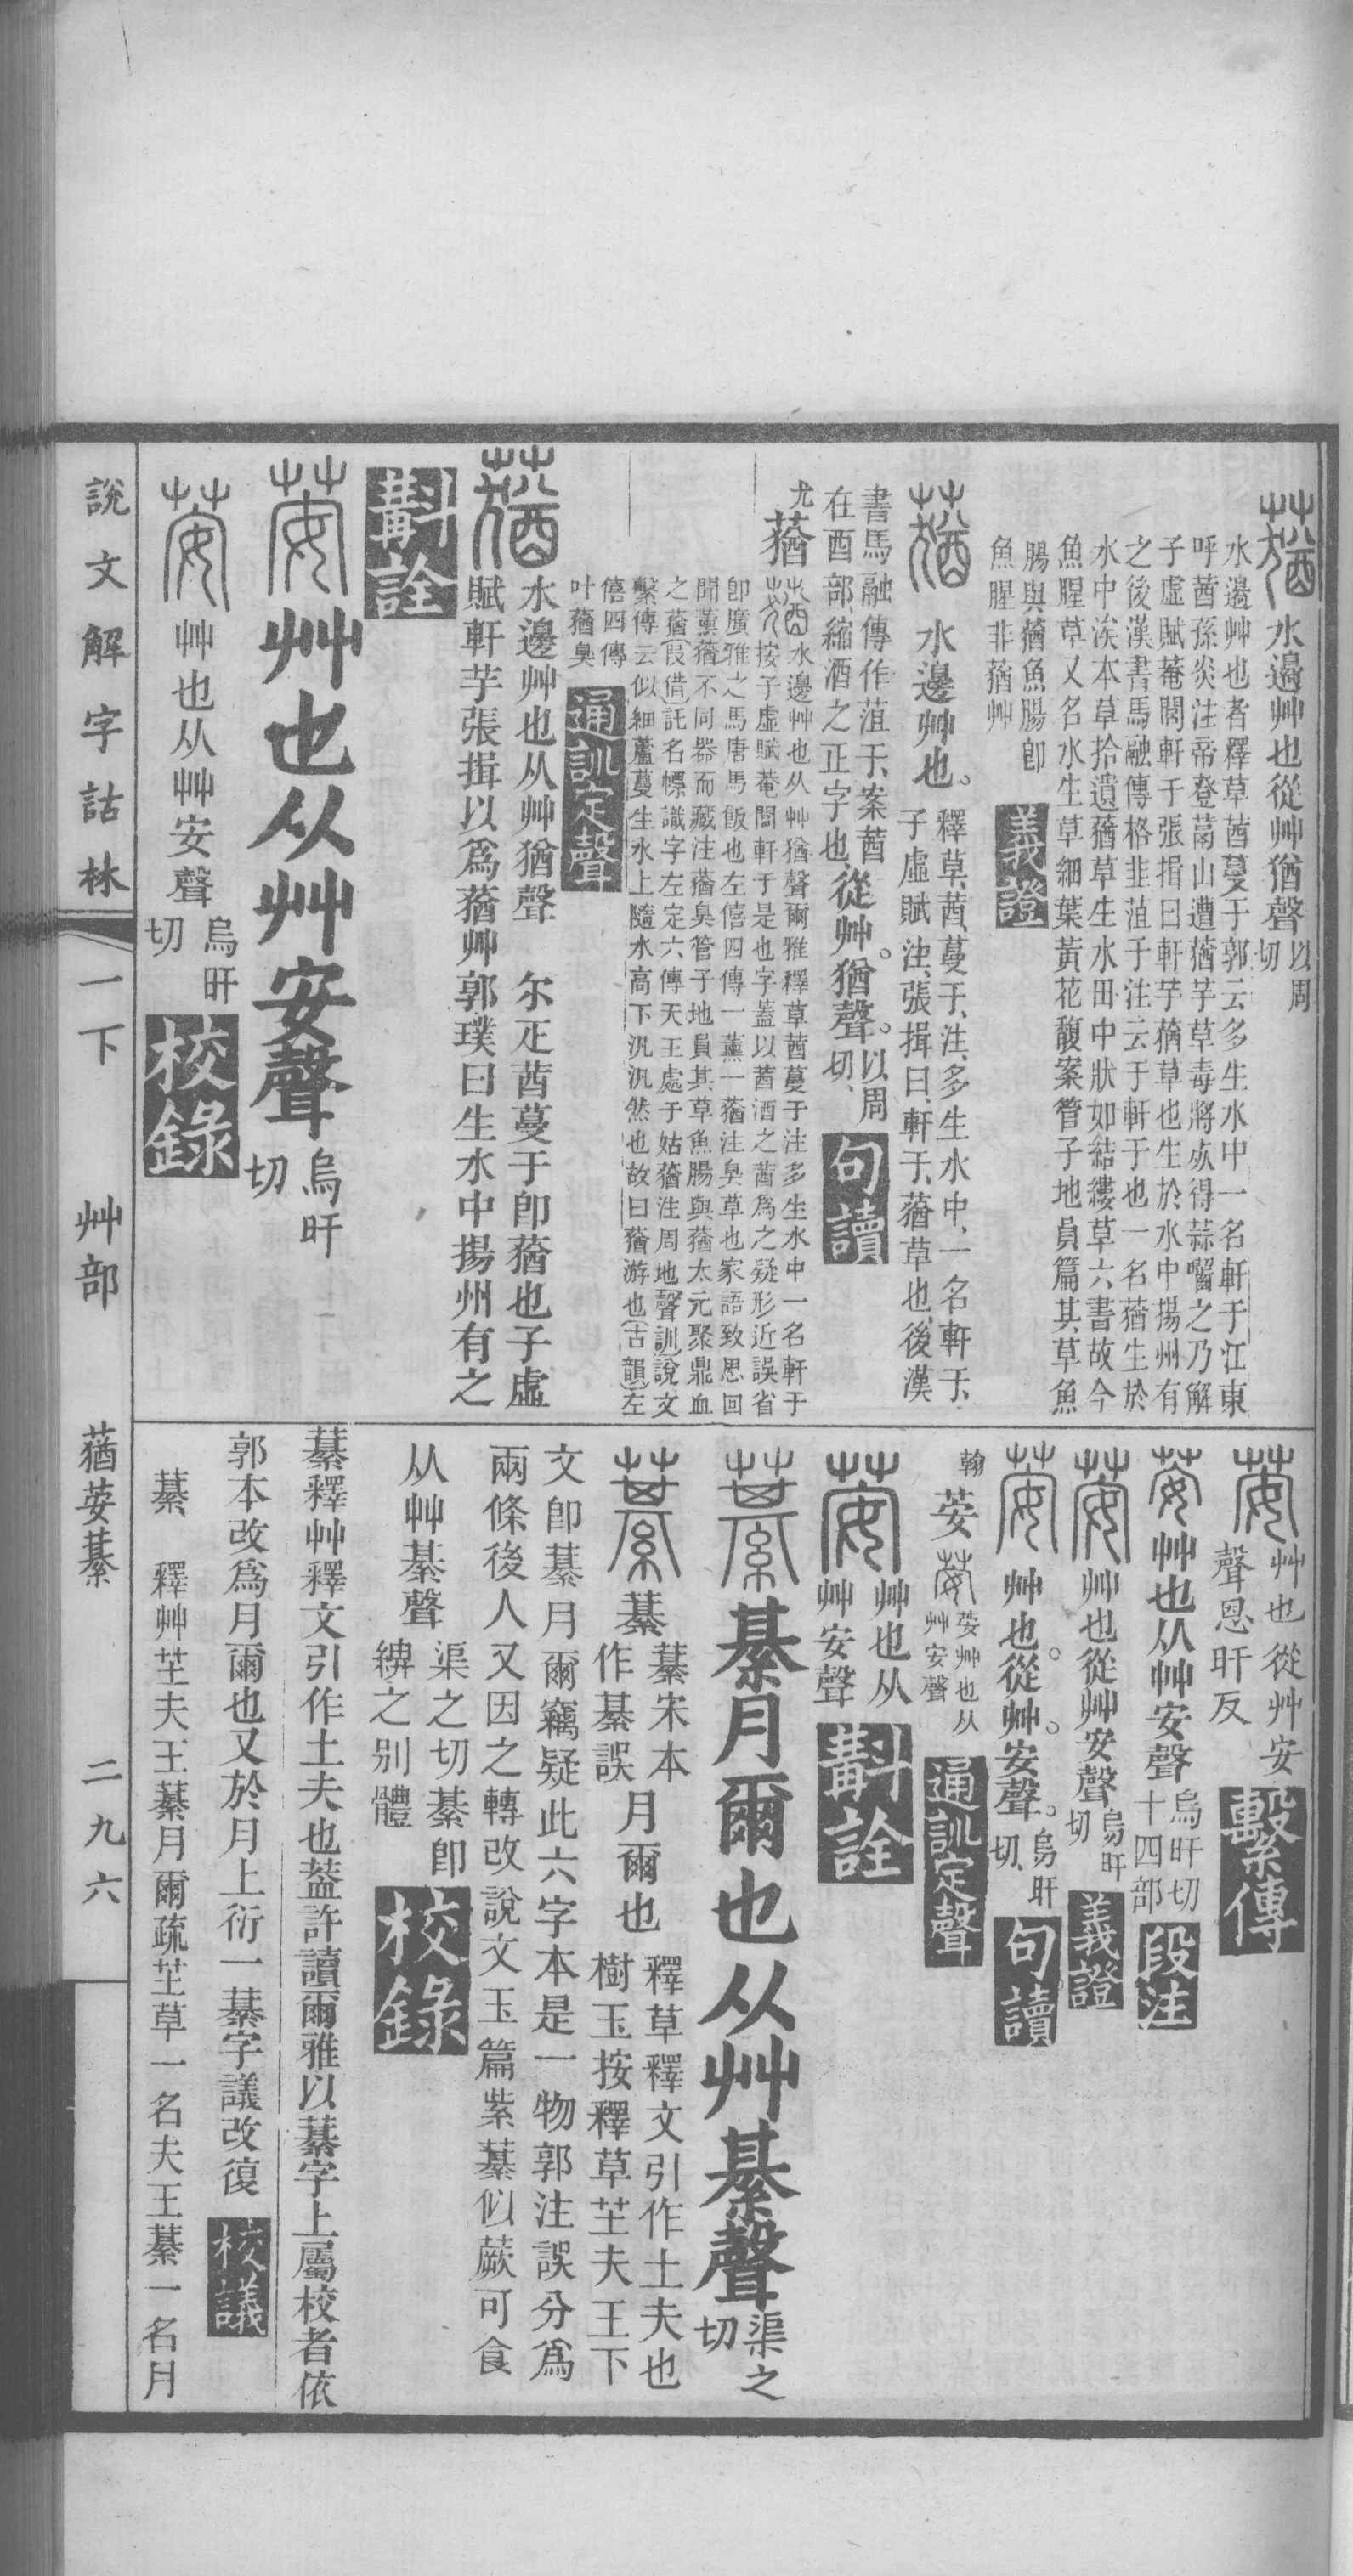 蕕 水邊艸也從艸猶聲以周切
水邊艸也者釋草莤蔓于郭云多生水中一名軒于江東
呼莤孫炎注帝登蔏山遭蕕芋草毒將死得蒜囓之乃解
子虛賦菴閭軒于張揖曰軒芋蕕草也生於水中揚州有
之後漢書馬融傳格韭菹于注云于軒于也一名蕕生於
水中涘本草拾遺蕕草生水田中狀如結縷草六書故今
魚腥草又名水生草細葉黃花馥案管子地員篇其草魚
腸與蕕魚腸卽
魚腥非蕕艸 義證
蕕 水邊艸也。釋草、莤、蔓于、注、多生水中、一名軒于、
子虛賦注、張揖曰、軒于、蕕草也、後漢
書馬融傳作菹于、案莤
在酉部、縮酒之正字也、從艸。猶聲。以周切、 句讀
尤
蕕 水邊艸也从艸猶聲爾雅釋草莤蔓于注多生水中一名軒于
按子虛賦菴閭軒于是也字蓋以莤酒之莤爲之疑形近誤省
卽廣雅之馬唐馬飯也左僖四傳一薰一蕕注臭草也家語致思回
聞薰蕕不同器而藏注蕕臭管子地員其草魚腸與蕕太元聚鼎血
之蕕(叚借)託名幖識字左定六傳天王處于姑蕕注周地(聲訓)說文
繫傳云似細蘆蔓生水上隨水高下汎汎然也故曰蕕游也(古韻)左
僖四傳
叶蕕臭 通訓定聲
蕕 水邊艸也从艸猶聲 尔疋莤蔓于卽蕕也子虛
賦軒芋張揖以爲蕕艸郭璞曰生水中揚州有之
斠詮
荌 艸也从艸安聲烏旰切
荌 艸也从艸安聲烏旰切 校錄
說文解字詁林 一下 艸部 蕕荌綦 二九六
荌 艸也從艸安
聲恩旰反 繫傳
荌 艸也从艸安聲烏旰切十四部 段注
荌 艸也從艸安聲烏旰切 義證
荌 艸也。從艸。安聲。烏旰切、 句讀
翰
荌 荌艸也从艸安聲 通訓定聲
荌 艸也从
艸安聲 斠詮
藄 綦月爾也从艸綦聲渠之切
藄 藄 藄宋本作綦誤 月爾也 釋草釋文引作土夫也
樹玉按釋草芏夫王下
文卽綦月爾竊疑此六字本是一物郭注誤分爲
兩條後人又因之轉改說文玉篇紫藄似蕨可食
从艸綦聲 渠之切綦卽
綥之別體 校錄
藄釋艸釋文引作土夫也蓋許讀爾雅以藄字上屬校者依
郭本改爲月爾也又於月上衍一藄字議改復 校議
藄 釋艸芏夫王藄月爾疏芏草一名夫王藄一名月